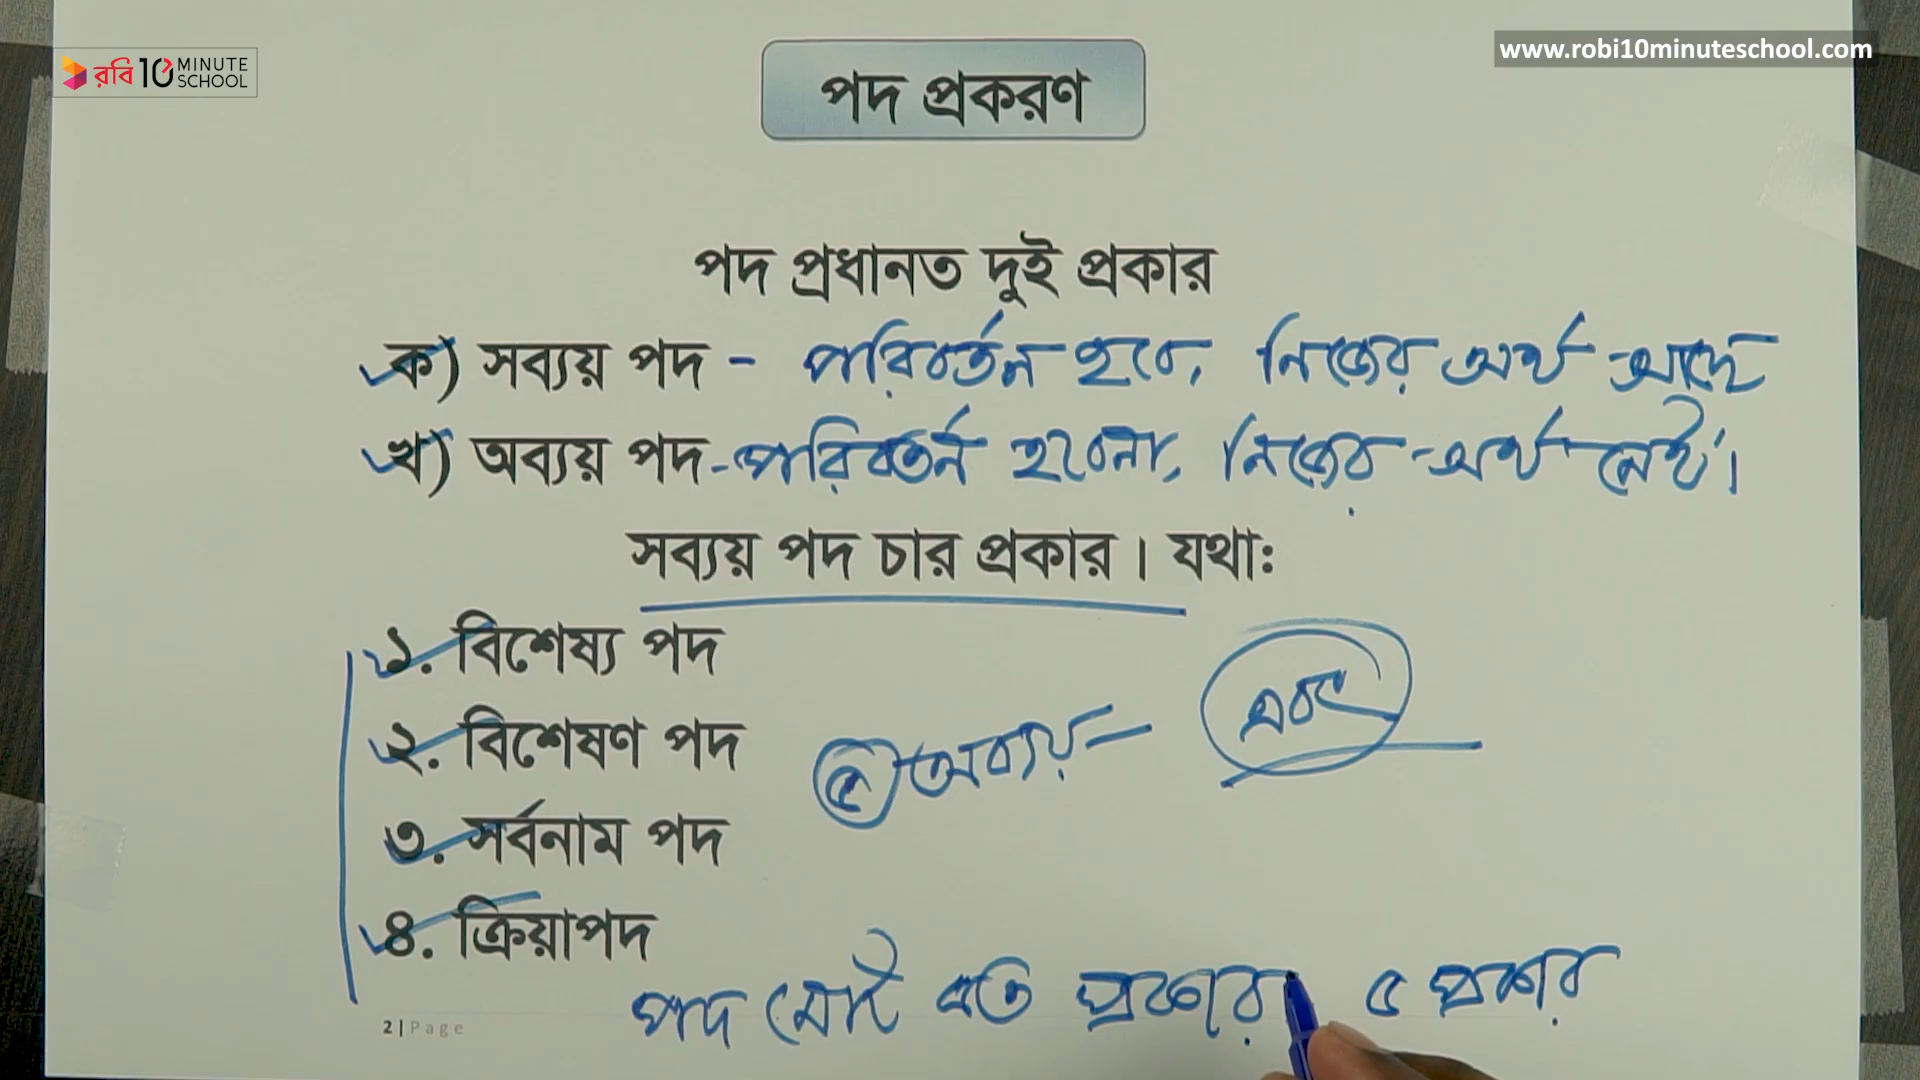 রবি 10 MINUTE SCHOOL
www.robi10minuteschool.com
পদ প্রকরণ
পদ প্রধানত দুই প্রকার
ক) সব্যয় পদ - পরিবর্তন হবে, নিজের অর্থ আছে
খ) অব্যয় পদ - পরিবর্তন হবেনা, নিজের অর্থ নেই।
সব্যয় পদ চার প্রকার। যথাঃ
১. বিশেষ্য পদ
২. বিশেষণ পদ
৫ অব্যয় = এবং
৩. সর্বনাম পদ
৪. ক্রিয়াপদ
পদ মোট কত প্রকার ৫ প্রকার
2 | Page